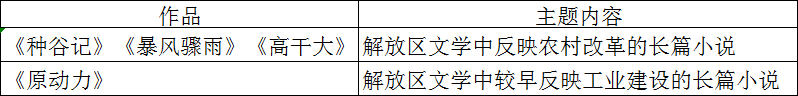 作品 主题内容
《种谷记》《暴风骤雨》《高干大》 解放区文学中反映农村改革的长篇小说
《原动力》 解放区文学中较早反映工业建设的长篇小说